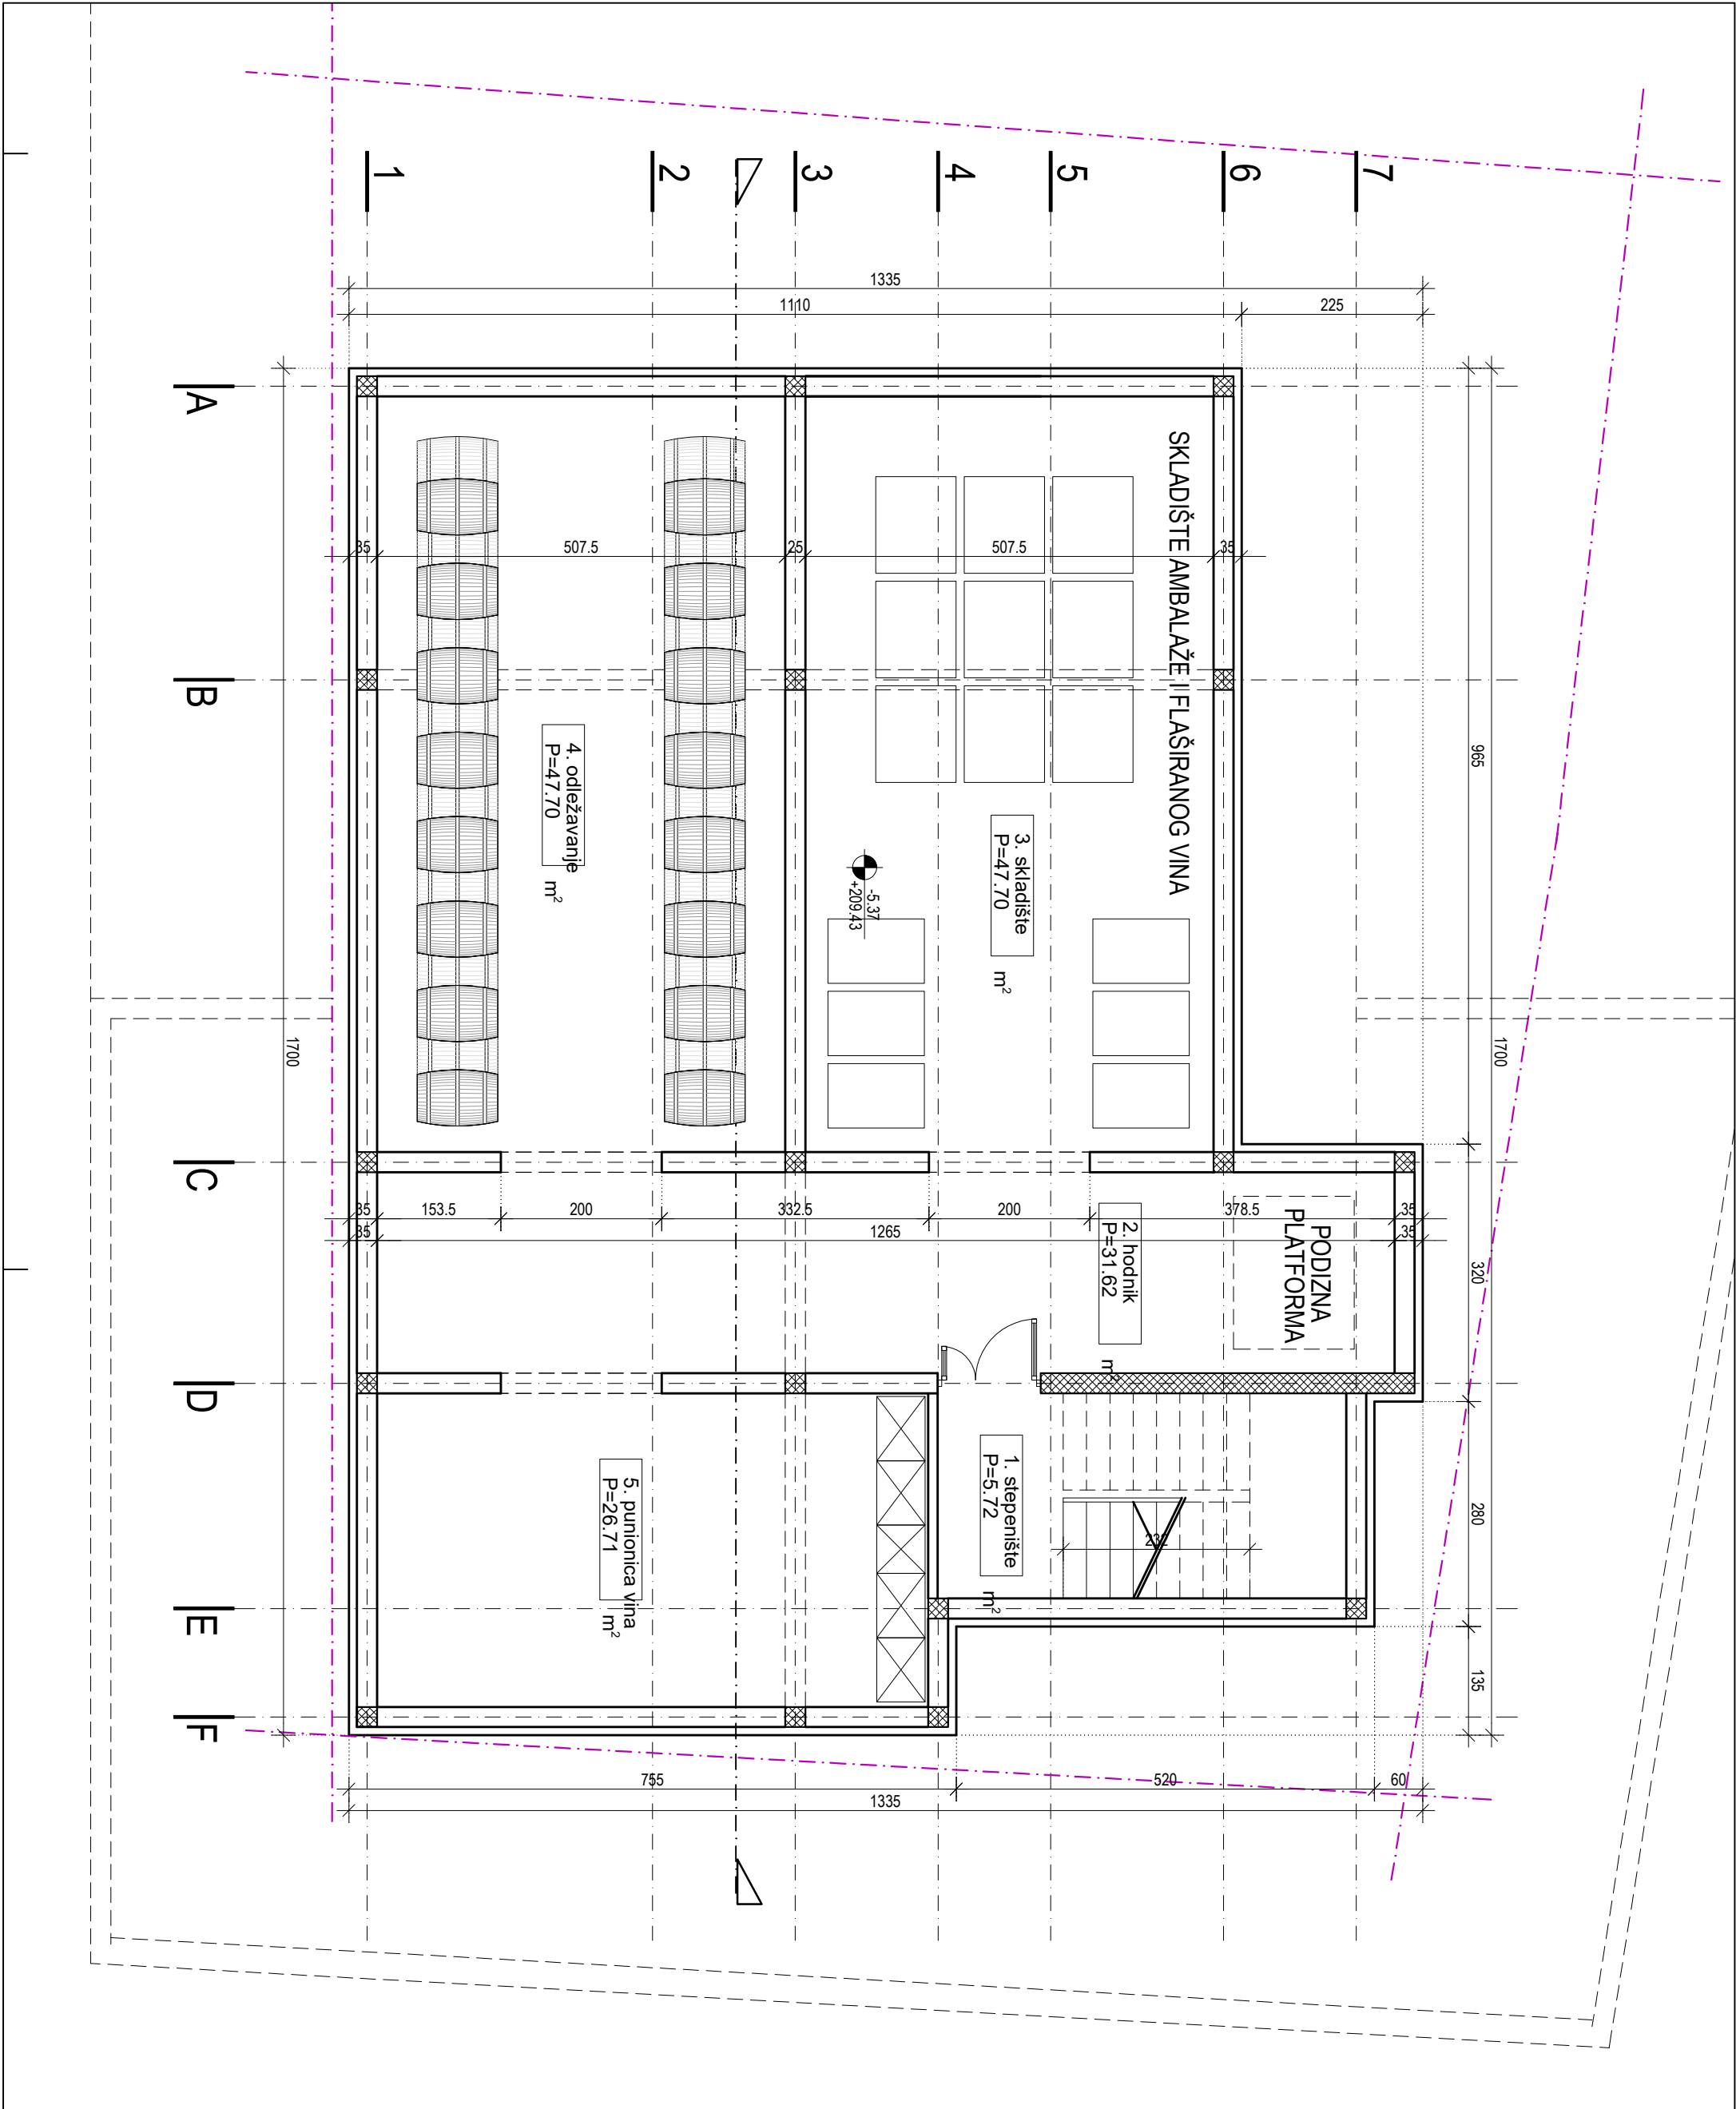 1
2
3
4
5
6
7
1335
1110
225
A
B
C
D
E
F
SKLADIŠTE AMBALAŽE I FLAŠIRANOG VINA
35
507.5
25
507.5
35
965
1700
320
280
135
1700
4. odležavanje
P=47.70
m²
3. skladište
P=47.70
m²
-5.37
+209.43
35
153.5
200
332.5
200
378.5
35
35
1265
35
2. hodnik
P=31.62
m²
PODIZNA
PLATFORMA
1. stepenište
P=5.72
m²
232
5. punionica vina
P=26.71
m²
755
520
60
1335